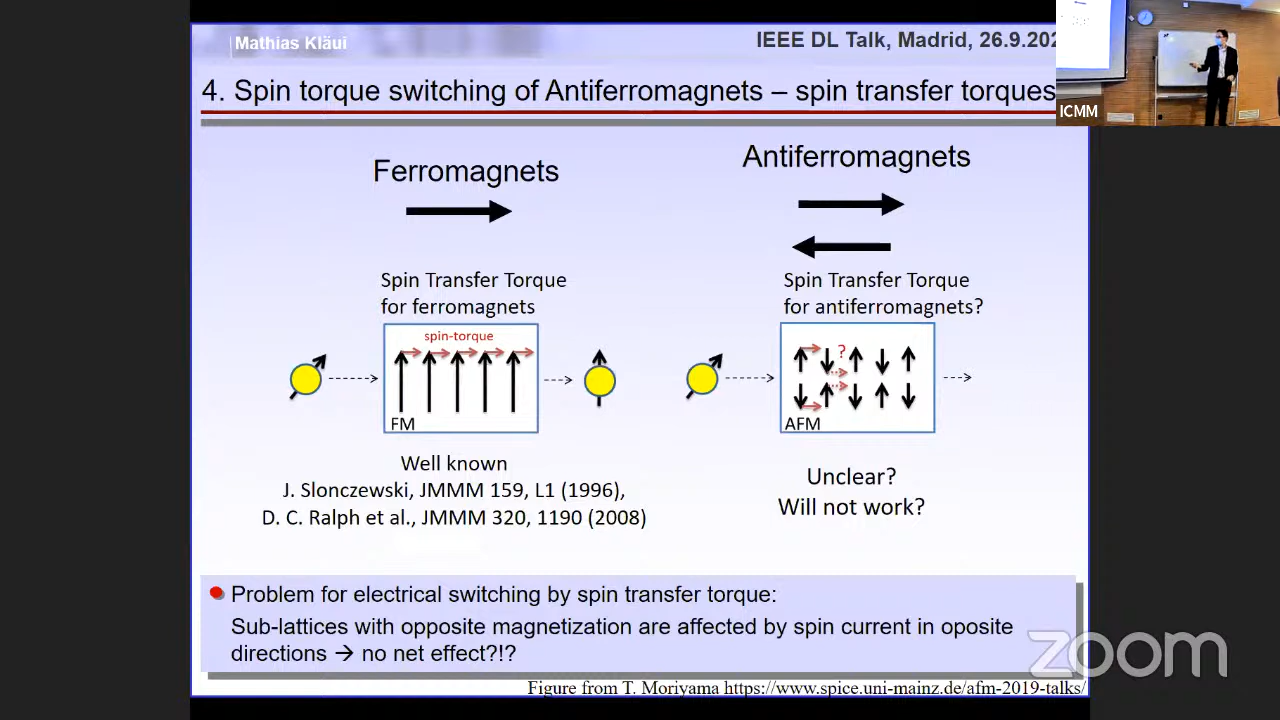 Mathias Kläui
IEEE DL Talk, Madrid, 26.9.202
4. Spin torque switching of Antiferromagnets – spin transfer torques
ICMM
Ferromagnets
Antiferromagnets
Spin Transfer Torque
for ferromagnets
Spin Transfer Torque
for antiferromagnets?
spin-torque
FM
?
AFM
Well known
J. Slonczewski, JMMM 159, L1 (1996),
D. C. Ralph et al., JMMM 320, 1190 (2008)
Unclear?
Will not work?
Problem for electrical switching by spin transfer torque:
Sub-lattices with opposite magnetization are affected by spin current in oposite
directions → no net effect?!?
zoom
Figure from T. Moriyama https://www.spice.uni-mainz.de/afm-2019-talks/